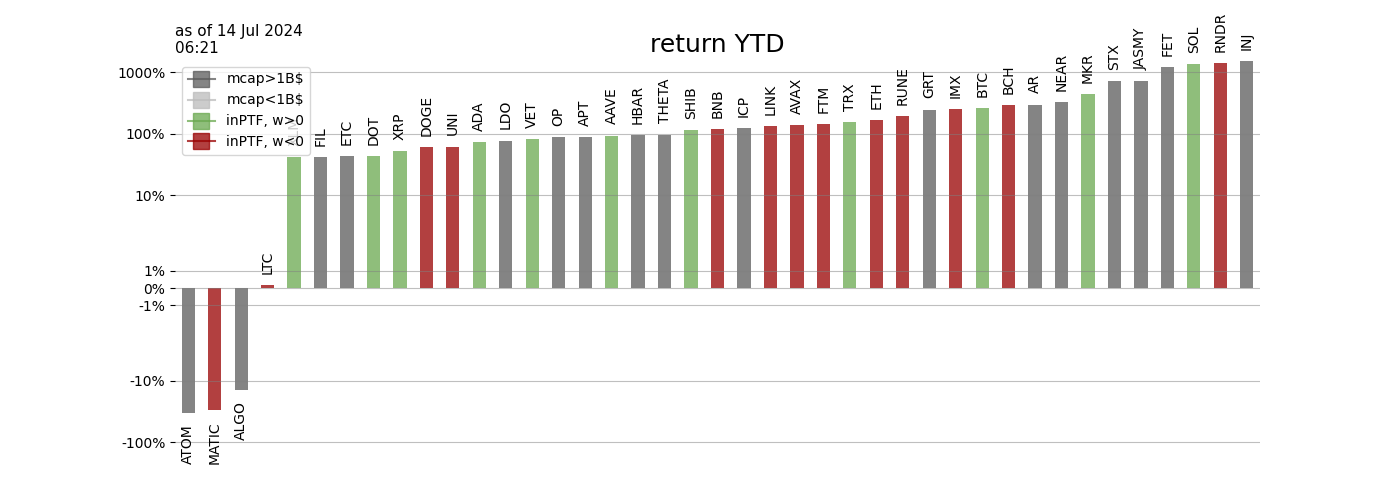 as of 14 Jul 2024
06:21
return YTD
mcap>1B$
mcap<1B$
inPTF, w>0
inPTF, w<0
1000%
100%
10%
1%
0%
-1%
-10%
-100%
ATOM
MATIC
ALGO
LTC
FIL
ETC
DOT
XRP
DOGE
UNI
ADA
LDO
VET
OP
APT
AAVE
HBAR
THETA
SHIB
BNB
ICP
LINK
AVAX
FTM
TRX
ETH
RUNE
GRT
IMX
BTC
BCH
AR
NEAR
MKR
STX
JASMY
FET
SOL
RNDR
INJ